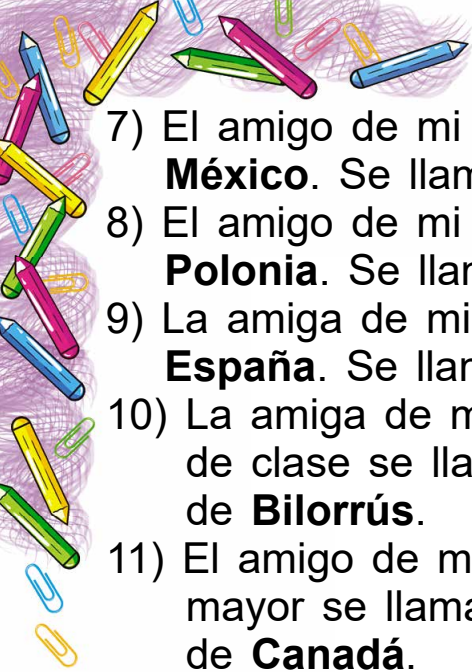 7) El amigo de mi
México. Se llam
8) El amigo de mi
Polonia. Se llam
9) La amiga de mi
España. Se llam
10) La amiga de m
de clase se lla
de Bilorrús.
11) El amigo de m
mayor se llama
de Canadá.